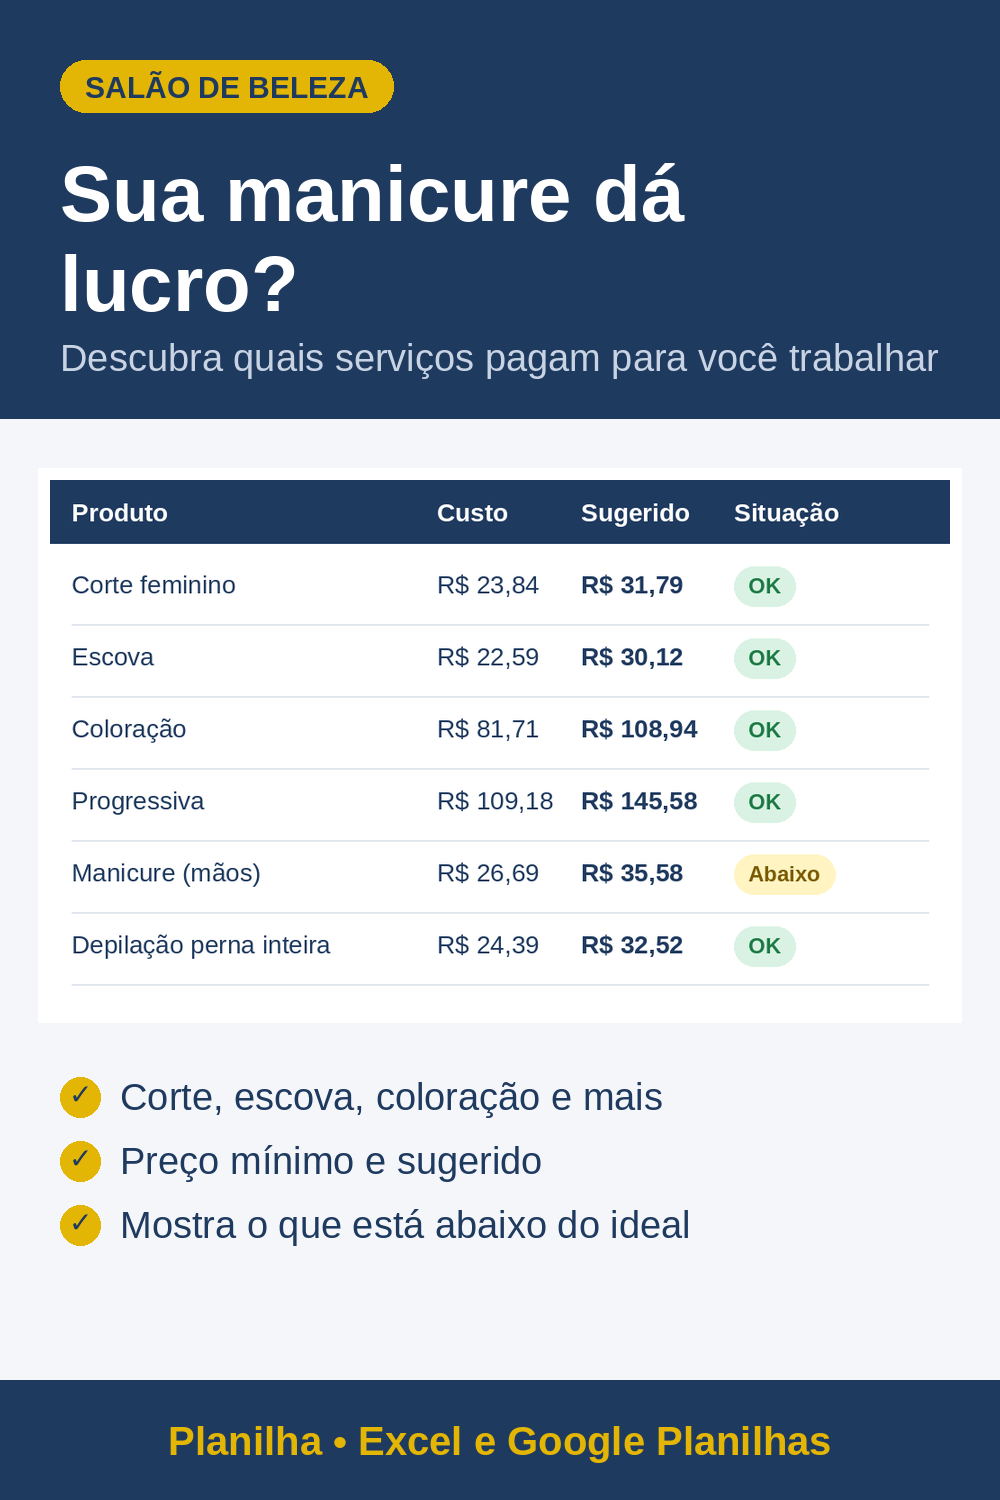 SALÃO DE BELEZA
Sua manicure dá
lucro?
Descubra quais serviços pagam para você trabalhar
Produto Custo Sugerido Situação
Corte feminino R$ 23,84 R$ 31,79 OK
Escova R$ 22,59 R$ 30,12 OK
Coloração R$ 81,71 R$ 108,94 OK
Progressiva R$ 109,18 R$ 145,58 OK
Manicure (mãos) R$ 26,69 R$ 35,58 Abaixo
Depilação perna inteira R$ 24,39 R$ 32,52 OK
✓ Corte, escova, coloração e mais
✓ Preço mínimo e sugerido
✓ Mostra o que está abaixo do ideal
Planilha • Excel e Google Planilhas